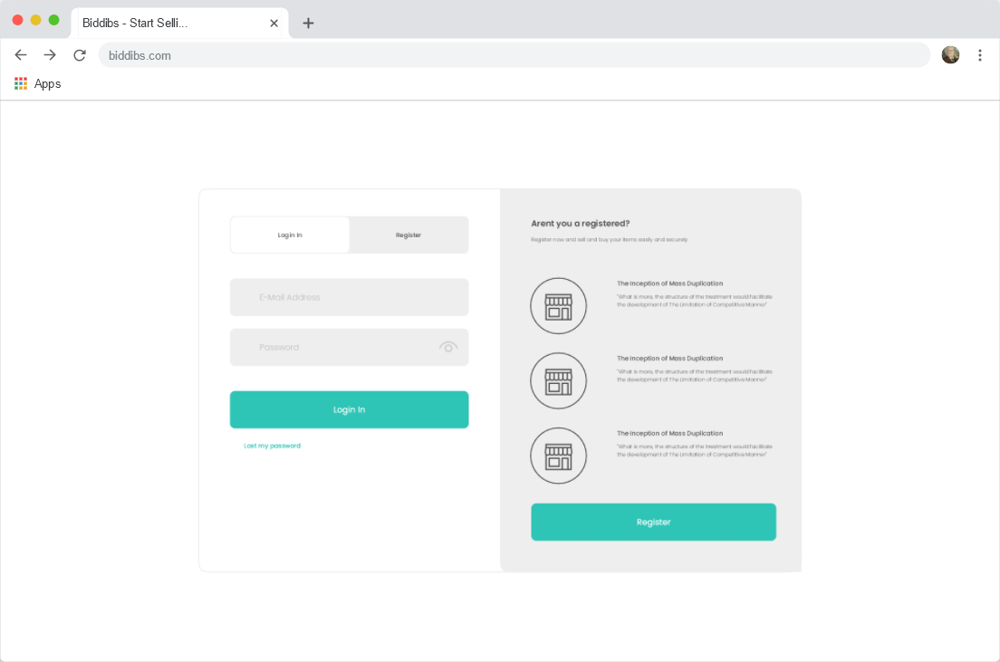 Biddibs - Start Selli...
biddibs.com
Apps
Login In
Register
E-Mail Address
Password
Login In
Lost my password
Arent you a registered?
Register now and sell and buy your items easily and securely
The Inception of Mass Duplication
"What is more, the structure of the treatment would facilitate
the development of The Limitation of Competitive Manner"
The Inception of Mass Duplication
"What is more, the structure of the treatment would facilitate
the development of The Limitation of Competitive Manner"
The Inception of Mass Duplication
"What is more, the structure of the treatment would facilitate
the development of The Limitation of Competitive Manner"
Register